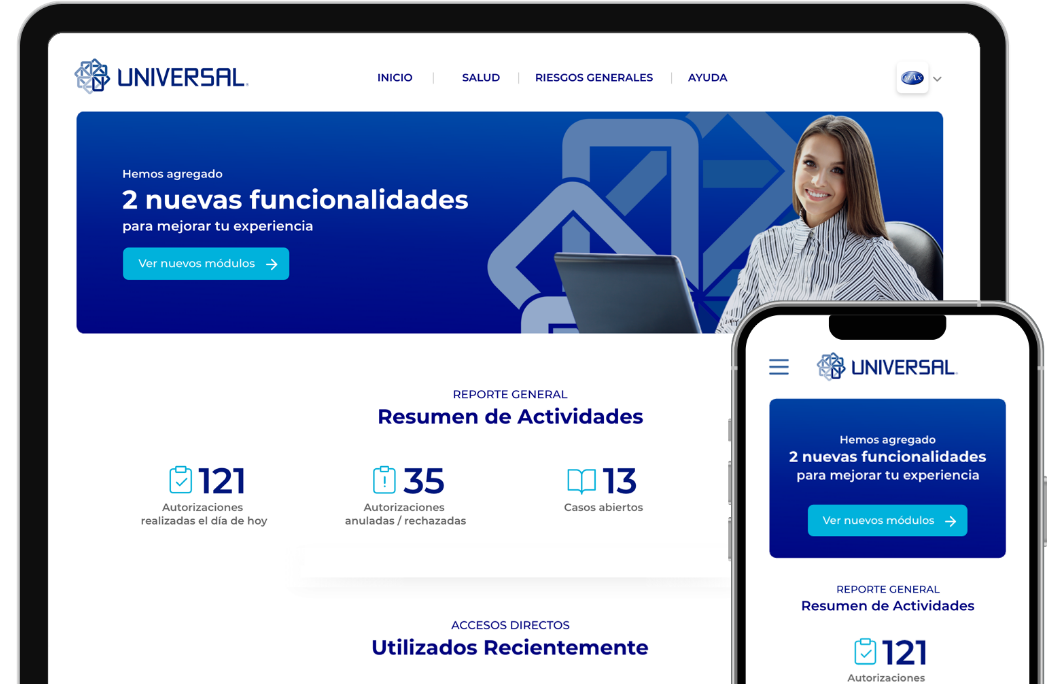 UNIVERSAL
INICIO | SALUD | RIESGOS GENERALES | AYUDA
Hemos agregado
2 nuevas funcionalidades
para mejorar tu experiencia
Ver nuevos módulos →
REPORTE GENERAL
Resumen de Actividades
121
Autorizaciones
realizadas el día de hoy
35
Autorizaciones
anuladas / rechazadas
13
Casos abiertos
ACCESOS DIRECTOS
Utilizados Recientemente
UNIVERSAL
Hemos agregado
2 nuevas funcionalidades
para mejorar tu experiencia
Ver nuevos módulos →
REPORTE GENERAL
Resumen de Actividades
121
Autorizaciones